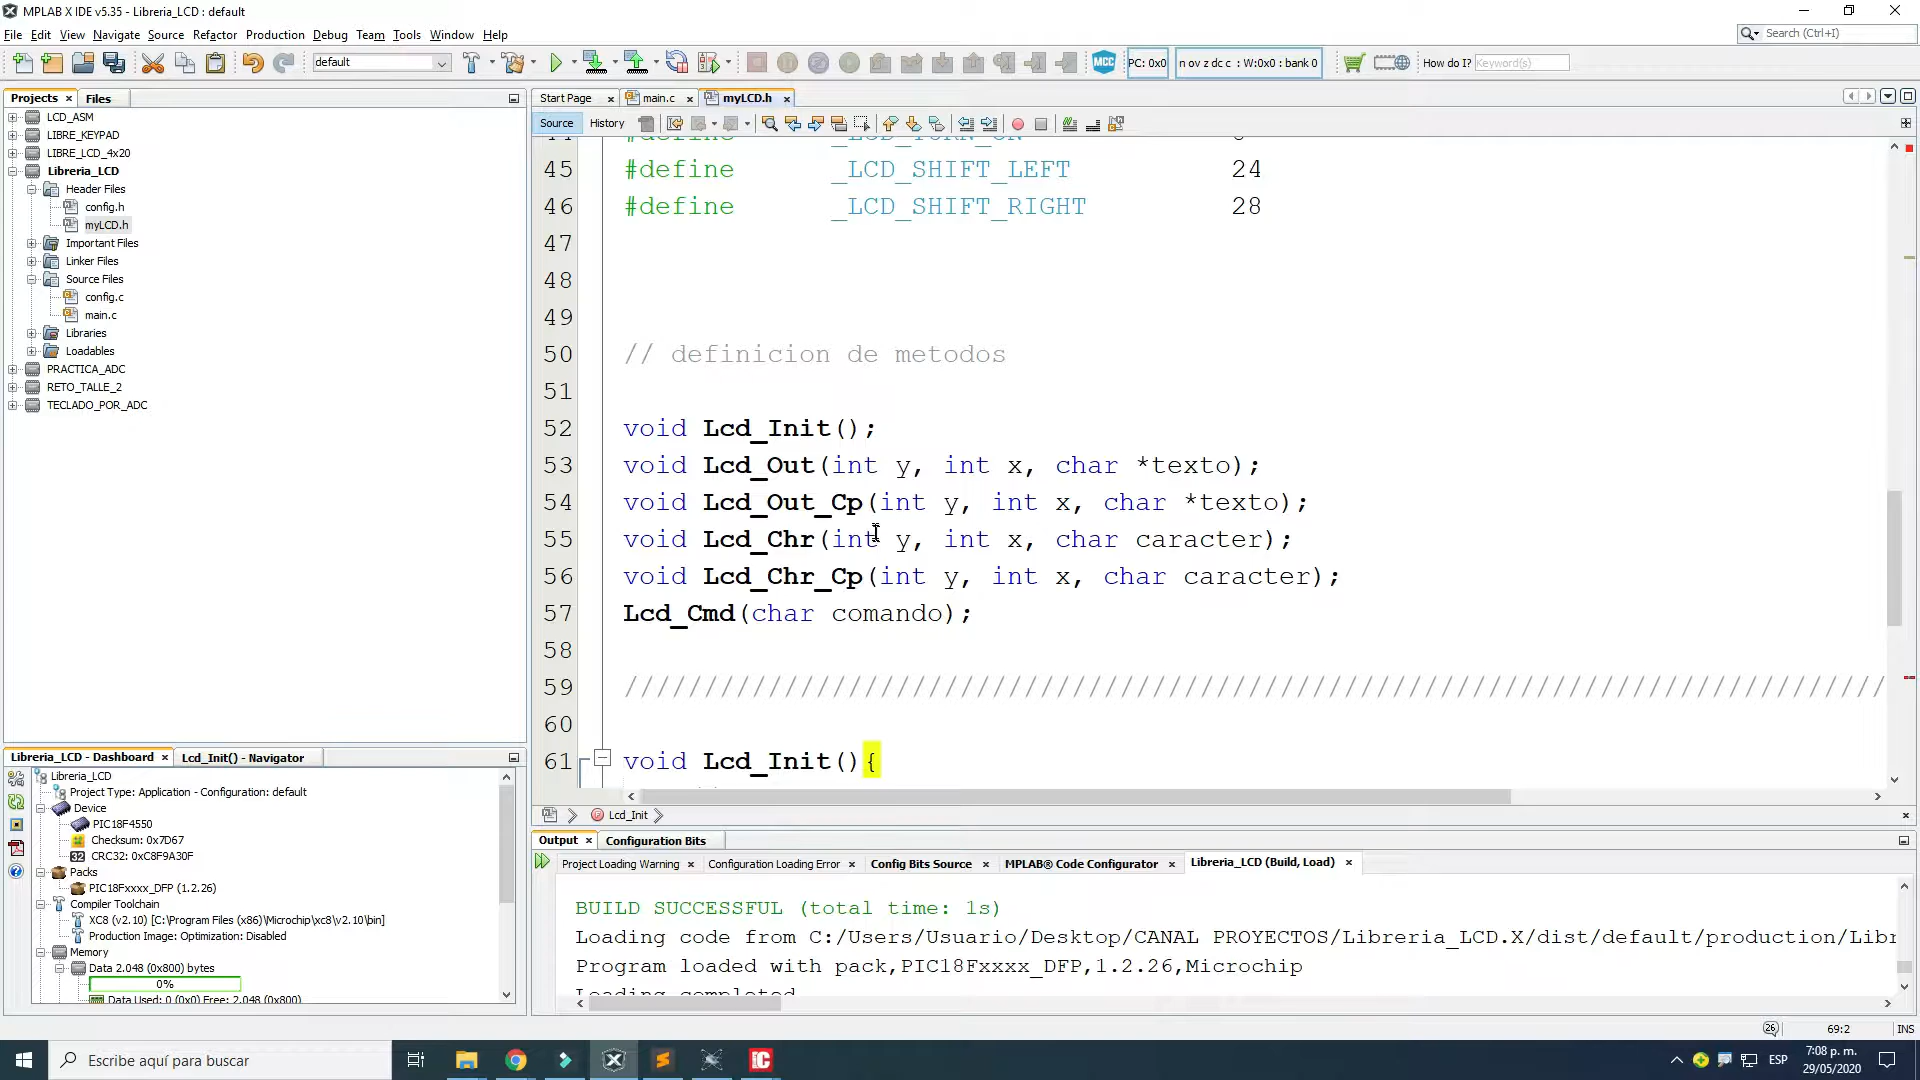 MPLAB X IDE v5.35 - Libreria_LCD : default
File Edit View Navigate Source Refactor Production Debug Team Tools Window Help
Search (Ctrl+I)
default
MCC
PC: 0x0
n ov z dc c : W:0x0 : bank 0
How do I? Keyword(s)
Projects Files
Start Page main.c myLCD.h
Source History
LCD_ASM
LIBRE_KEYPAD
LIBRE_LCD_4x20
Libreria_LCD
Header Files
config.h
myLCD.h
Important Files
Linker Files
Source Files
config.c
main.c
Libraries
Loadables
PRACTICA_ADC
RETO_TALLE_2
TECLADO_POR_ADC
45 #define _LCD_SHIFT_LEFT 24
46 #define _LCD_SHIFT_RIGHT 28
47
48
49
50 // definicion de metodos
51
52 void Lcd_Init();
53 void Lcd_Out(int y, int x, char *texto);
54 void Lcd_Out_Cp(int y, int x, char *texto);
55 void Lcd_Chr(int y, int x, char caracter);
56 void Lcd_Chr_Cp(int y, int x, char caracter);
57 Lcd_Cmd(char comando);
58
59 ///////////////////////////////////////////////////////////////////////////////
60
61 void Lcd_Init(){
Lcd_Init
Libreria_LCD - Dashboard Lcd_Init() - Navigator
Libreria_LCD
Project Type: Application - Configuration: default
Device
PIC18F4550
Checksum: 0x7D67
32 CRC32: 0xC8F9A30F
Packs
PIC18Fxxxx_DFP (1.2.26)
Compiler Toolchain
XC8 (v2.10) [C:\Program Files (x86)\Microchip\xc8\v2.10\bin]
Production Image: Optimization: Disabled
Memory
Data 2.048 (0x800) bytes
0%
Data Used: 0 (0x0) Free: 2.048 (0x800)
Output Configuration Bits
Project Loading Warning Configuration Loading Error Config Bits Source MPLAB® Code Configurator Libreria_LCD (Build, Load)
BUILD SUCCESSFUL (total time: 1s)
Loading code from C:/Users/Usuario/Desktop/CANAL PROYECTOS/Libreria_LCD.X/dist/default/production/Libr
Program loaded with pack,PIC18Fxxxx_DFP,1.2.26,Microchip
Loading completed
26 69:2 INS
Escribe aquí para buscar
ESP
7:08 p. m.
29/05/2020